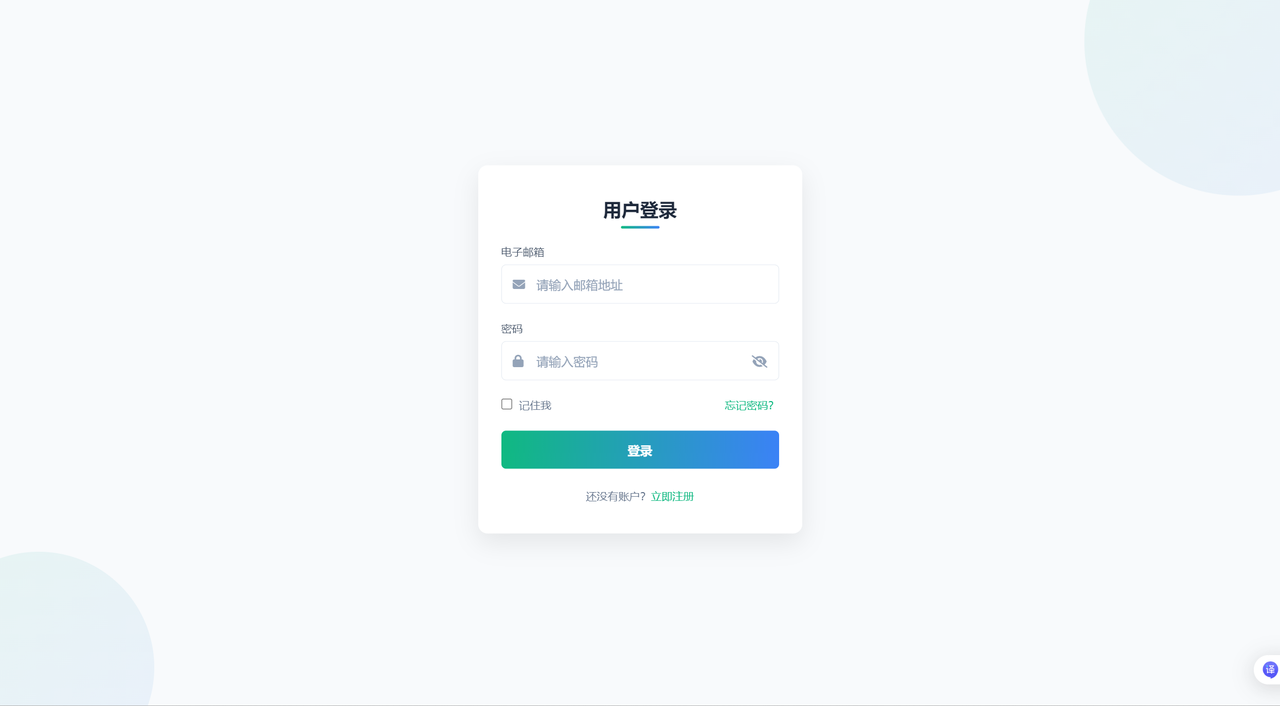 用户登录
电子邮箱
请输入邮箱地址
密码
请输入密码
记住我 忘记密码?
登录
还没有账户? 立即注册
译